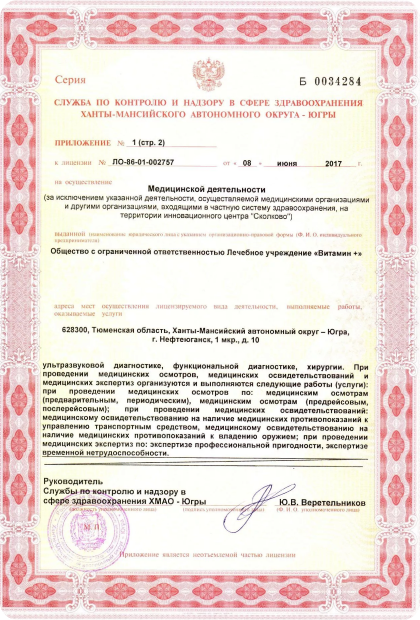 Серия
Б 0034284
СЛУЖБА ПО КОНТРОЛЮ И НАДЗОРУ В СФЕРЕ ЗДРАВООХРАНЕНИЯ
ХАНТЫ-МАНСИЙСКОГО АВТОНОМНОГО ОКРУГА - ЮГРЫ
ПРИЛОЖЕНИЕ № 1 (стр. 2)
к лицензии № ЛО-86-01-002757 от « 08 » июня 2017 г.
на осуществление
Медицинской деятельности
(за исключением указанной деятельности, осуществляемой медицинскими организациями
и другими организациями, входящими в частную систему здравоохранения, на
территории инновационного центра "Сколково")
выданной (наименование юридического лица с указанием организационно-правовой формы (Ф. И. О. индивидуального
предпринимателя)
Общество с ограниченной ответственностью Лечебное учреждение «Витамин +»
адреса мест осуществления лицензируемого вида деятельности, выполняемые работы,
оказываемые услуги
628300, Тюменская область, Ханты-Мансийский автономный округ – Югра,
г. Нефтеюганск, 1 мкр., д. 10
ультразвуковой диагностике, функциональной диагностике, хирургии. При
проведении медицинских осмотров, медицинских освидетельствований и
медицинских экспертиз организуются и выполняются следующие работы (услуги):
при проведении медицинских осмотров по: медицинским осмотрам
(предварительным, периодическим), медицинским осмотрам (предрейсовым,
послерейсовым); при проведении медицинских освидетельствований:
медицинскому освидетельствованию на наличие медицинских противопоказаний к
управлению транспортным средством, медицинскому освидетельствованию на
наличие медицинских противопоказаний к владению оружием; при проведении
медицинских экспертиз по: экспертизе профессиональной пригодности, экспертизе
временной нетрудоспособности.
Руководитель
Службы по контролю и надзору в
сфере здравоохранения ХМАО - Югры
Ю.В. Веретельников
(должность уполномоченного лица) (подпись уполномоченного лица) (Ф. И. О. уполномоченного лица)
М.П.
Приложение является неотъемлемой частью лицензии